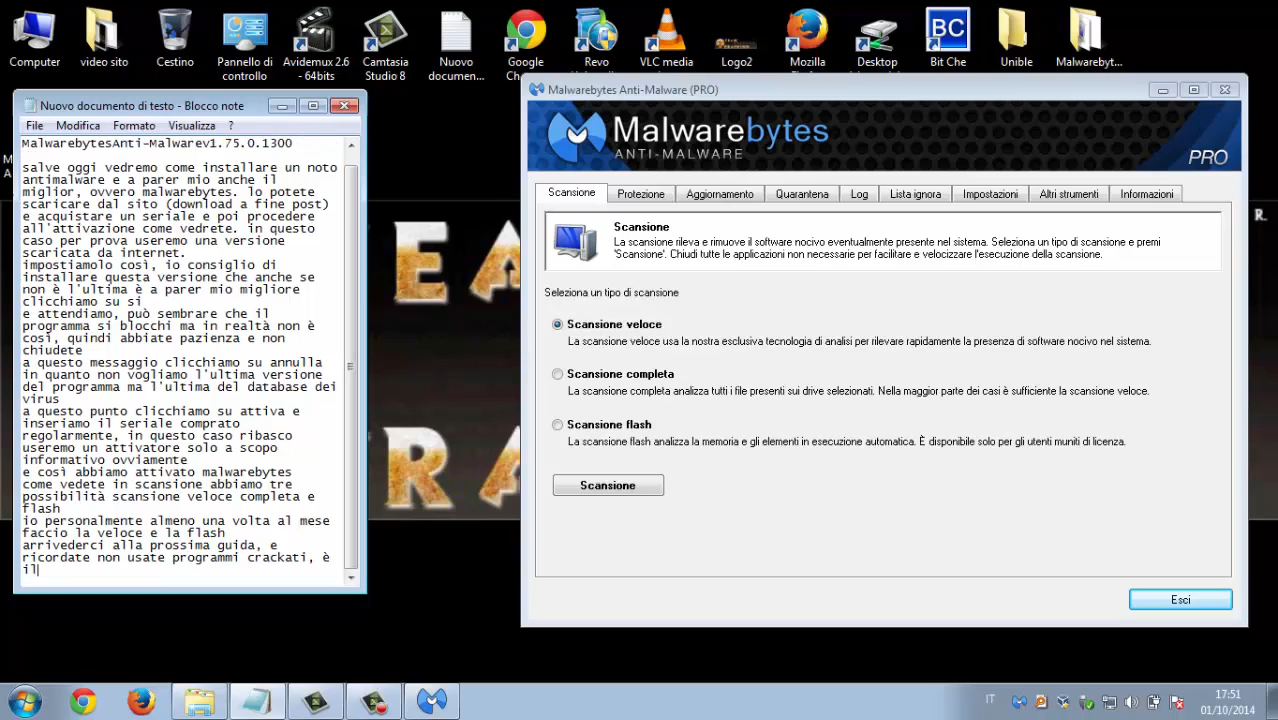 Computer
video sito
Cestino
Pannello di
controllo
Avidemux 2.6
- 64bits
Camtasia
Studio 8
Nuovo
documen...
Google
VLC media
player
Revo
Uninstaller
Logo2
Mozilla
Desktop
Bit Che
Unible
Malwarebyt...
Nuovo documento di testo - Blocco note
File Modifica Formato Visualizza ?
MalwarebytesAnti-Malwarev1.75.0.1300
salve oggi vedremo come installare un noto
antimalware e a parer mio anche il
miglior, ovvero malwarebytes. lo potete
scaricare dal sito (download a fine post)
e acquistare un seriale e poi procedere
all'attivazione come vedrete. in questo
caso per prova useremo una versione
scaricata da internet.
impostiamolo così, io consiglio di
installare questa versione che anche se
non è l'ultima è a parer mio migliore
clicchiamo su si
e attendiamo, può sembrare che il
programma si blocchi ma in realtà non è
così, quindi abbiate pazienza e non
chiudete
a questo messaggio clicchiamo su annulla
in quanto non vogliamo l'ultima versione
del programma ma l'ultima del database dei
virus
a questo punto clicchiamo su attiva e
inseriamo il seriale comprato
regolarmente, in questo caso ribasco
useremo un attivatore solo a scopo
informativo ovviamente
e così abbiamo attivato malwarebytes
come vedete in scansione abbiamo tre
possibilità scansione veloce completa e
flash
io personalmente almeno una volta al mese
faccio la veloce e la flash
arrivederci alla prossima guida, e
ricordate non usate programmi crackati, è
il
Malwarebytes Anti-Malware (PRO)
Malwarebytes
ANTI-MALWARE
PRO
Scansione Protezione Aggiornamento Quarantena Log Lista ignora Impostazioni Altri strumenti Informazioni
Scansione
La scansione rileva e rimuove il software nocivo eventualmente presente nel sistema. Seleziona un tipo di scansione e premi
'Scansione'. Chiudi tutte le applicazioni non necessarie per facilitare e velocizzare l'esecuzione della scansione.
Seleziona un tipo di scansione
Scansione veloce
La scansione veloce usa la nostra esclusiva tecnologia di analisi per rilevare rapidamente la presenza di software nocivo nel sistema.
Scansione completa
La scansione completa analizza tutti i file presenti sui drive selezionati. Nella maggior parte dei casi è sufficiente la scansione veloce.
Scansione flash
La scansione flash analizza la memoria e gli elementi in esecuzione automatica. È disponibile solo per gli utenti muniti di licenza.
Scansione
Esci
E A
R A
R.
IT
17:51
01/10/2014